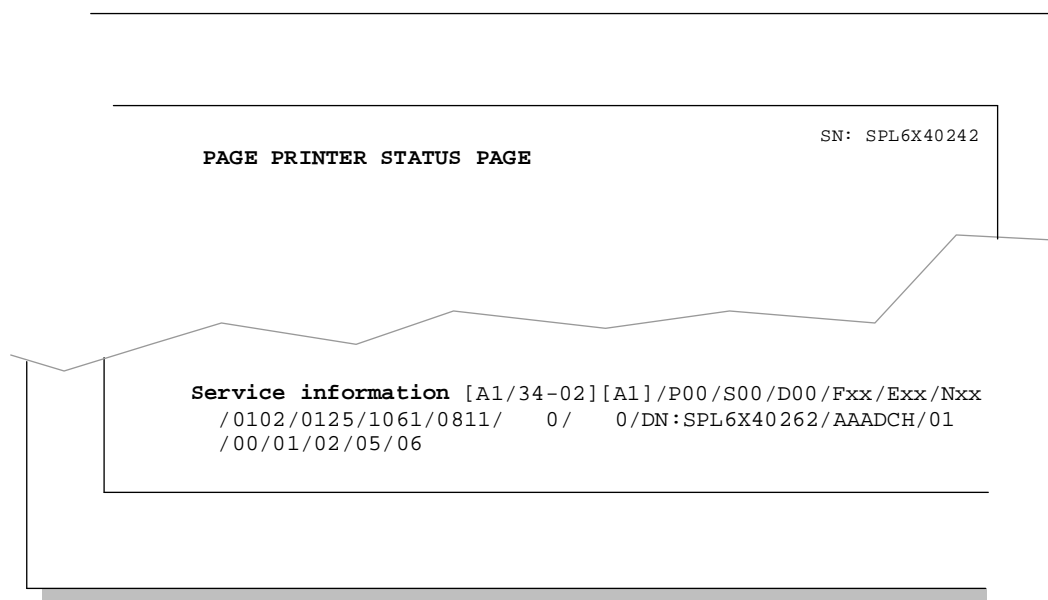 SN: SPL6X40242
PAGE PRINTER STATUS PAGE
Service information [A1/34-02][A1]/P00/S00/D00/Fxx/Exx/Nxx
/0102/0125/1061/0811/   0/   0/DN:SPL6X40262/AAADCH/01
/00/01/02/05/06